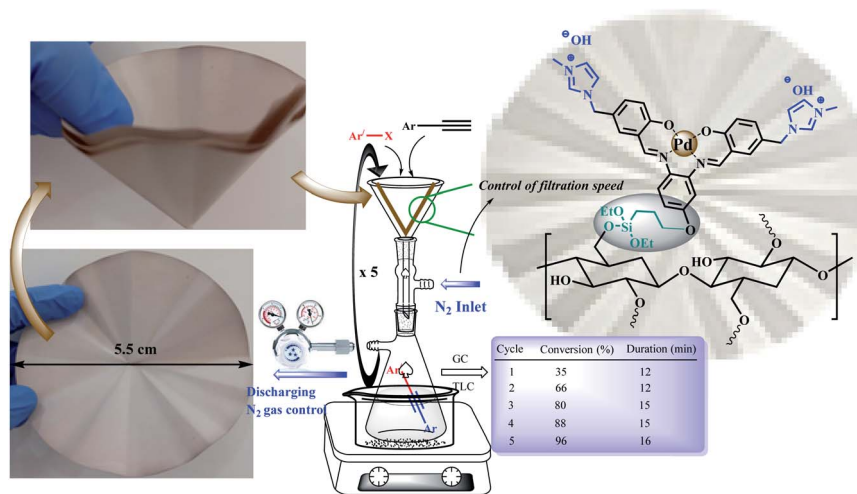 5.5 cm
Ar/—X
Ar
x 5
Control of filtration speed
N2 Inlet
Discharging
N2 gas control
GC
TLC
Ar
Ar
⊖OH
⊕
N
N
⊖OH
N
N
⊕
O
O
Pd
N
N
EtO
Si
OEt
O
O
O
HO
O
O
HO
O
O
O
Cycle Conversion (%) Duration (min)
1 35 12
2 66 12
3 80 15
4 88 15
5 96 16